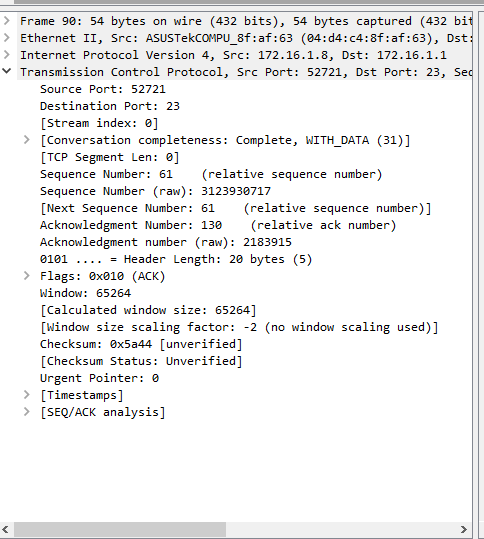 Frame 90: 54 bytes on wire (432 bits), 54 bytes captured (432 bit
Ethernet II, Src: ASUSTekCOMPU_8f:af:63 (04:d4:c4:8f:af:63), Dst:
Internet Protocol Version 4, Src: 172.16.1.8, Dst: 172.16.1.1
Transmission Control Protocol, Src Port: 52721, Dst Port: 23, Seq
Source Port: 52721
Destination Port: 23
[Stream index: 0]
[Conversation completeness: Complete, WITH_DATA (31)]
[TCP Segment Len: 0]
Sequence Number: 61    (relative sequence number)
Sequence Number (raw): 3123930717
[Next Sequence Number: 61    (relative sequence number)]
Acknowledgment Number: 130    (relative ack number)
Acknowledgment number (raw): 2183915
0101 .... = Header Length: 20 bytes (5)
Flags: 0x010 (ACK)
Window: 65264
[Calculated window size: 65264]
[Window size scaling factor: -2 (no window scaling used)]
Checksum: 0x5a44 [unverified]
[Checksum Status: Unverified]
Urgent Pointer: 0
[Timestamps]
[SEQ/ACK analysis]